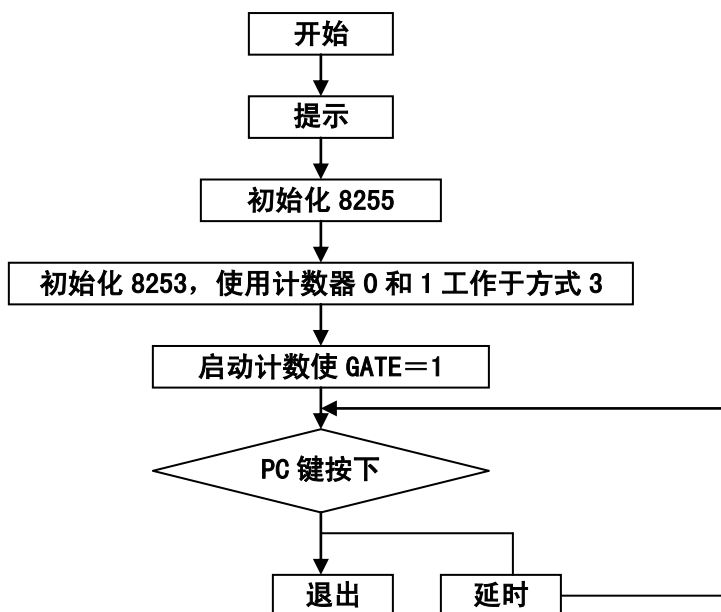 开始
提示
初始化 8255
初始化 8253，使用计数器 0 和 1 工作于方式 3
启动计数使 GATE＝1
PC 键按下
退出
延时